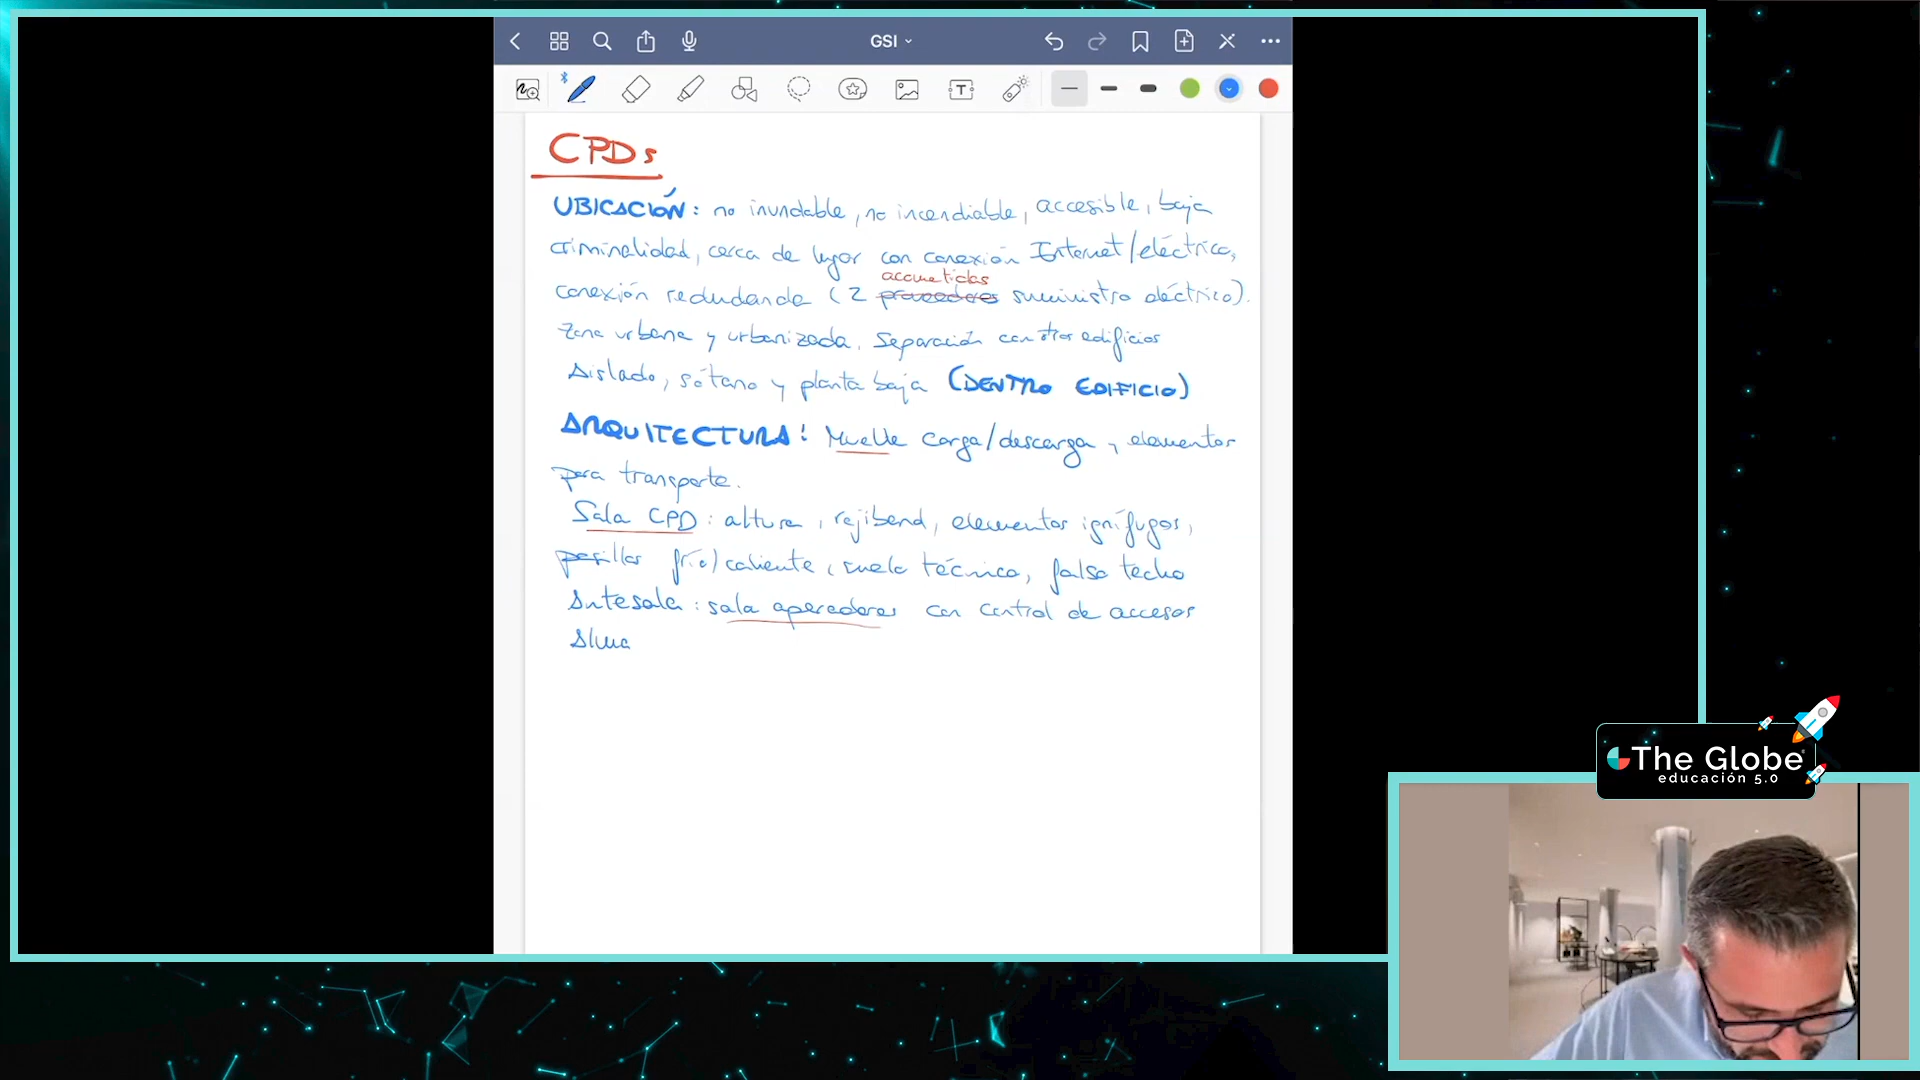 GSI
T
CPDs
UBICACIÓN: no inundable, no incendiable, accesible, baja
criminalidad, cerca de lugar con conexión Internet/eléctrica,
acometidas
conexión redundande (2 proveedores suministro eléctrico).
Zona urbana y urbanizada. Separación con otros edificios
Aislado, sótano y planta baja (DENTRO EDIFICIO)
ARQUITECTURA: Muelle carga/descarga y elementos
para transporte.
Sala CPD: altura, rejiband, elementos ignífugos,
pasillos frío/caliente, suelo técnico, falso techo
Antesala: sala operadores con control de accesos
Alma
The Globe
educación 5.0